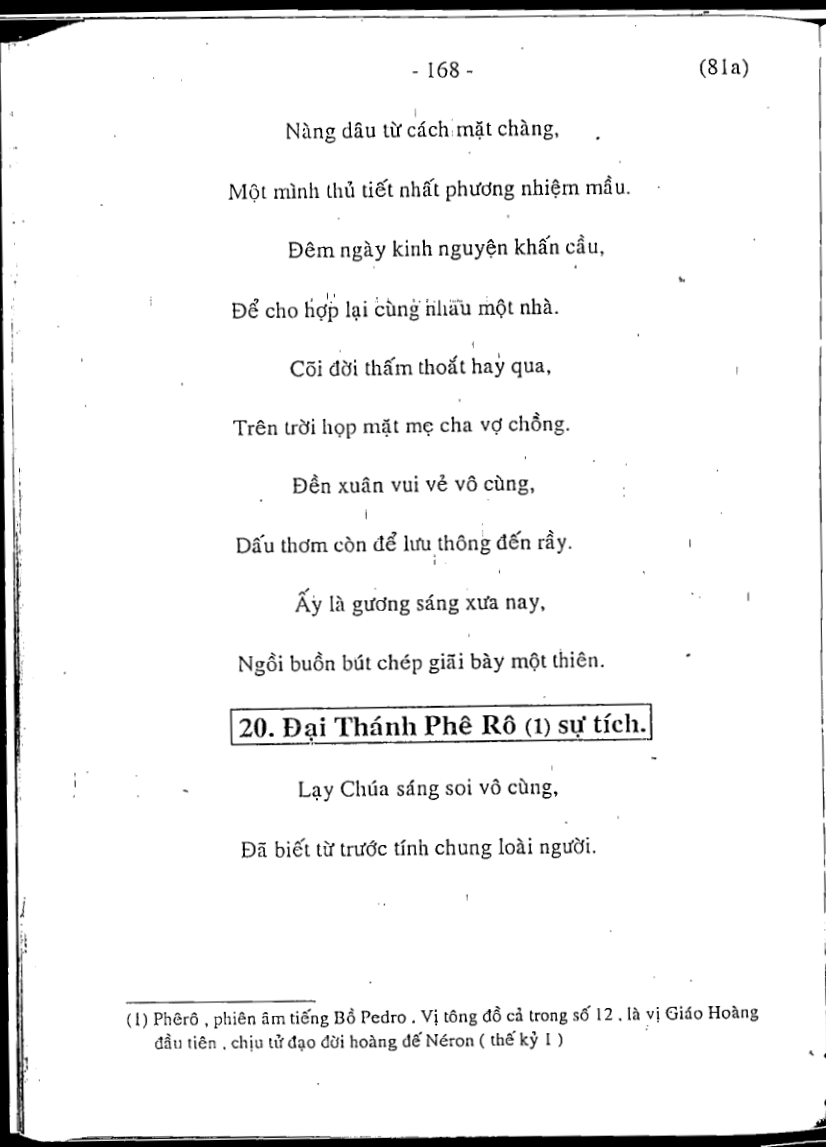 - 168 - (81a)
Nàng dâu từ cách mặt chàng,
Một mình thủ tiết nhất phương nhiệm mầu.
Đêm ngày kinh nguyện khấn cầu,
Để cho hợp lại cùng nhau một nhà.
Cõi đời thấm thoắt hay qua,
Trên trời họp mặt mẹ cha vợ chồng.
Đền xuân vui vẻ vô cùng,
Dấu thơm còn để lưu thông đến rầy.
Ấy là gương sáng xưa nay,
Ngồi buồn bút chép giãi bày một thiên.
20. Đại Thánh Phê Rô (1) sự tích.
Lạy Chúa sáng soi vô cùng,
Đã biết từ trước tính chung loài người.
(1) Phêrô , phiên âm tiếng Bồ Pedro . Vị tông đồ cả trong số 12 . là vị Giáo Hoàng
đầu tiên . chịu tử đạo đời hoàng đế Néron ( thế kỷ I )